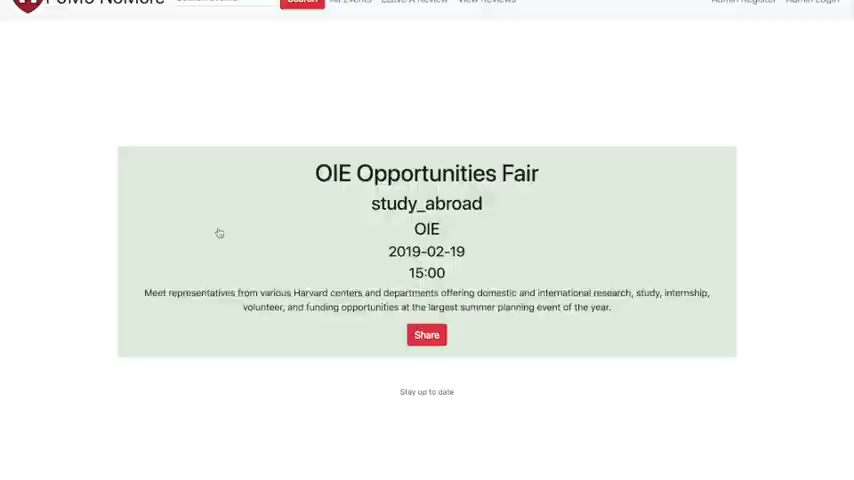 FOMO NoMore Search All Events Leave A Review View Reviews Admin Register Admin Login
OIE Opportunities Fair
study_abroad
OIE
2019-02-19
15:00
Meet representatives from various Harvard centers and departments offering domestic and international research, study, internship,
volunteer, and funding opportunities at the largest summer planning event of the year.
Share
Stay up to date